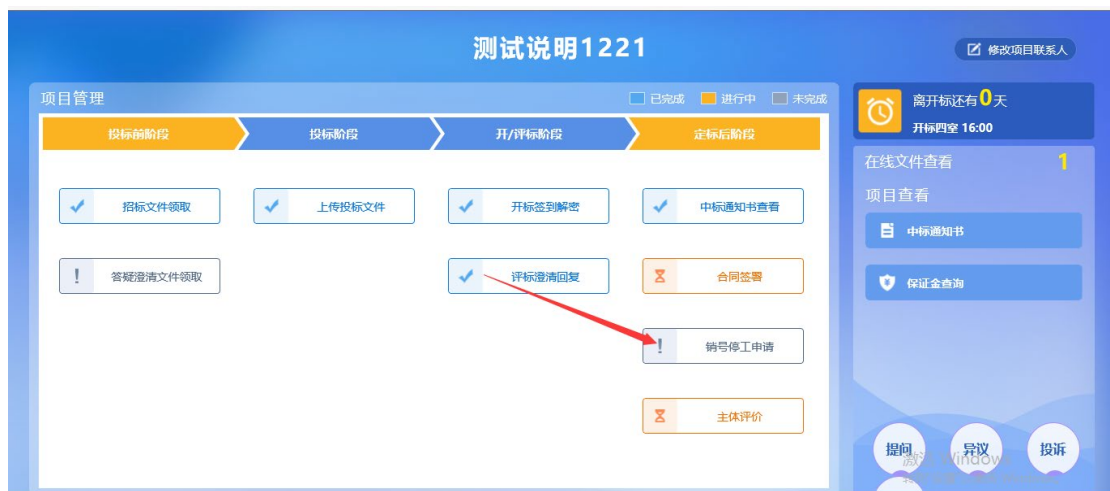 测试说明1221
修改项目联系人
项目管理
已完成 进行中 未完成
投标前阶段 投标阶段 开/评标阶段 定标后阶段
招标文件领取 上传投标文件 开标签到解密 中标通知书查看
答疑澄清文件领取 评标澄清回复 合同签署
销号停工申请
主体评价
离开标还有0天
开标四室 16:00
在线文件查看 1
项目查看
中标通知书
保证金查询
提问 异议 投诉
激活 Windows